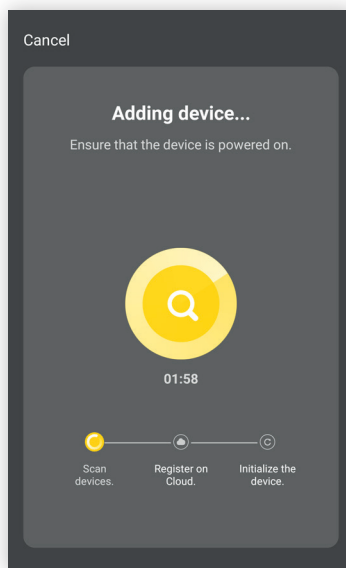 Cancel
Adding device...
Ensure that the device is powered on.
01:58
Scan
devices.
Register on
Cloud.
Initialize the
device.